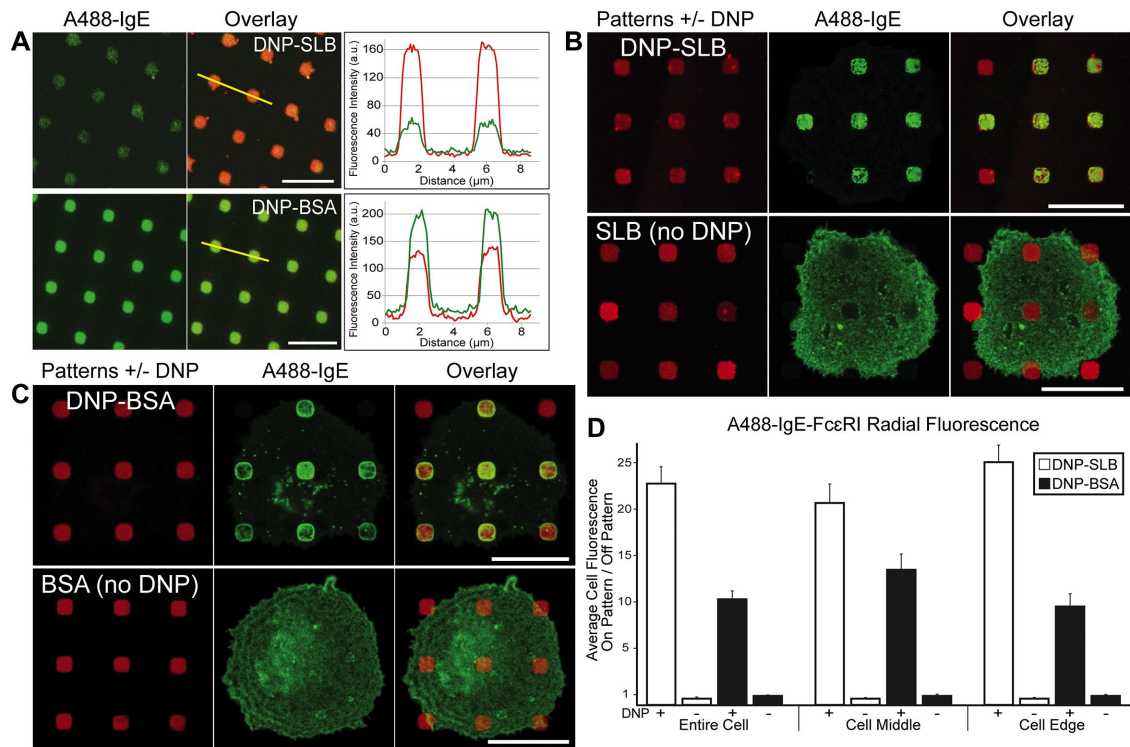 A
A488-IgE
Overlay
DNP-SLB
Fluorescence Intensity (a.u.)
160
120
80
40
0
0
2
4
6
8
Distance (µm)
DNP-BSA
Fluorescence Intensity (a.u.)
200
150
100
50
0
0
2
4
6
8
Distance (µm)
B
Patterns +/- DNP
A488-IgE
Overlay
DNP-SLB
SLB (no DNP)
C
Patterns +/- DNP
A488-IgE
Overlay
DNP-BSA
BSA (no DNP)
D
A488-IgE-FcεRI Radial Fluorescence
Average Cell Fluorescence
On Pattern / Off Pattern
25
20
15
10
5
1
DNP-SLB
DNP-BSA
DNP + - + - + - + - + - + -
Entire Cell
Cell Middle
Cell Edge